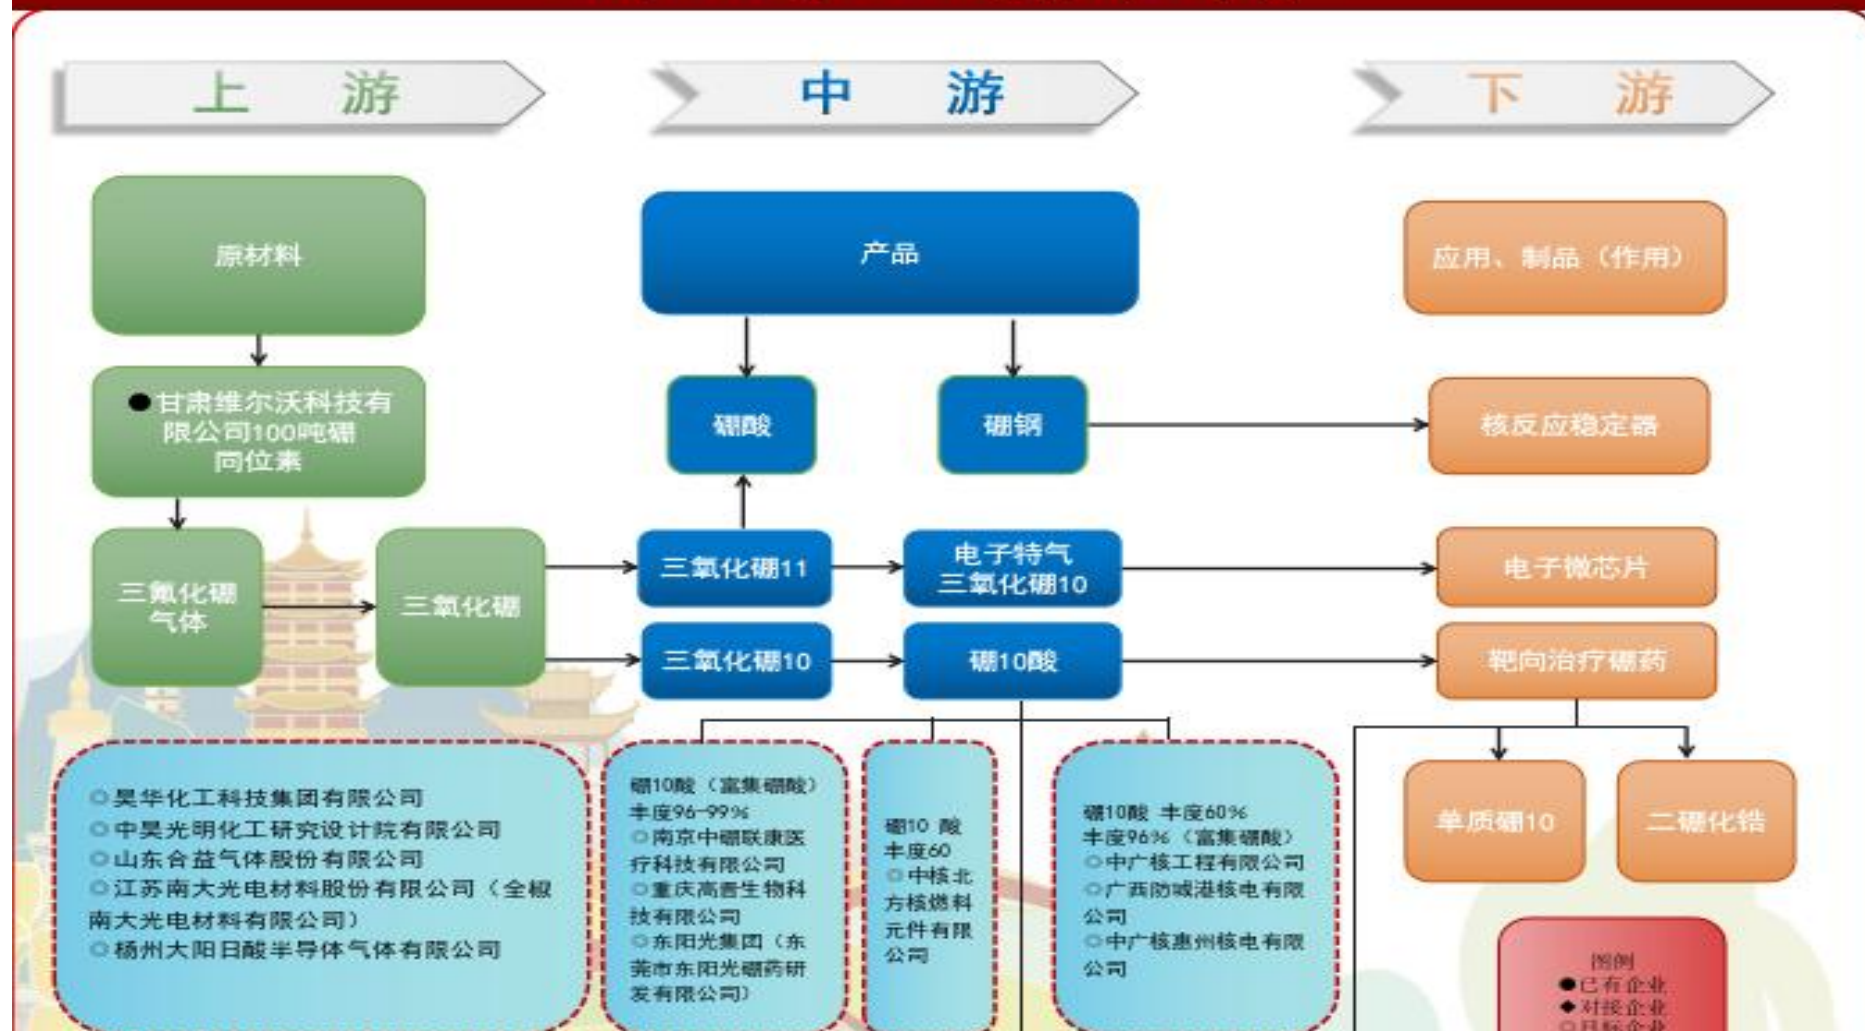 上 游
中 游
下 游
原材料
产品
应用、制品（作用）
●甘肃维尔沃科技有
限公司100吨硼
同位素
硼酸
硼钢
核反应稳定器
三氟化硼
气体
三氧化硼
三氧化硼11
电子特气
三氧化硼10
电子微芯片
三氧化硼10
硼10酸
靶向治疗硼药
○昊华化工科技集团有限公司
○中昊光明化工研究设计院有限公司
○山东合益气体股份有限公司
○江苏南大光电材料股份有限公司（全椒
南大光电材料有限公司）
○杨州大阳日酸半导体气体有限公司
硼10酸（富集硼酸）
丰度96-99%
○南京中硼联康医
疗科技有限公司
○重庆高晋生物科
技有限公司
○东阳光集团（东
莞市东阳光硼药研
发有限公司）
硼10 酸
丰度60
○中核北
方核燃料
元件有限
公司
硼10酸 丰度60%
丰度96%（富集硼酸）
○中广核工程有限公司
○广西防城港核电有限
公司
○中广核惠州核电有限
公司
单质硼10
二硼化锆
图例
●已有企业
◆对接企业
○目标企业